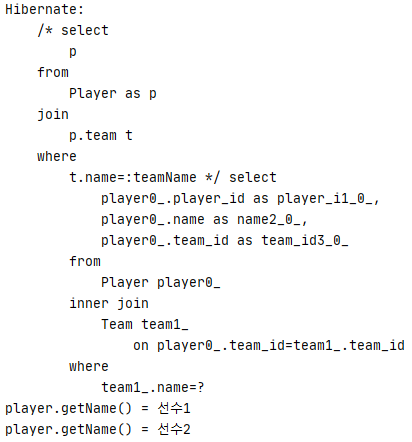 Hibernate:
    /* select
        p
    from
        Player as p
    join
        p.team t
    where
        t.name=:teamName */ select
            player0_.player_id as player_i1_0_,
            player0_.name as name2_0_,
            player0_.team_id as team_id3_0_
        from
            Player player0_
        inner join
            Team team1_
                on player0_.team_id=team1_.team_id
        where
            team1_.name=?
player.getName() = 선수1
player.getName() = 선수2